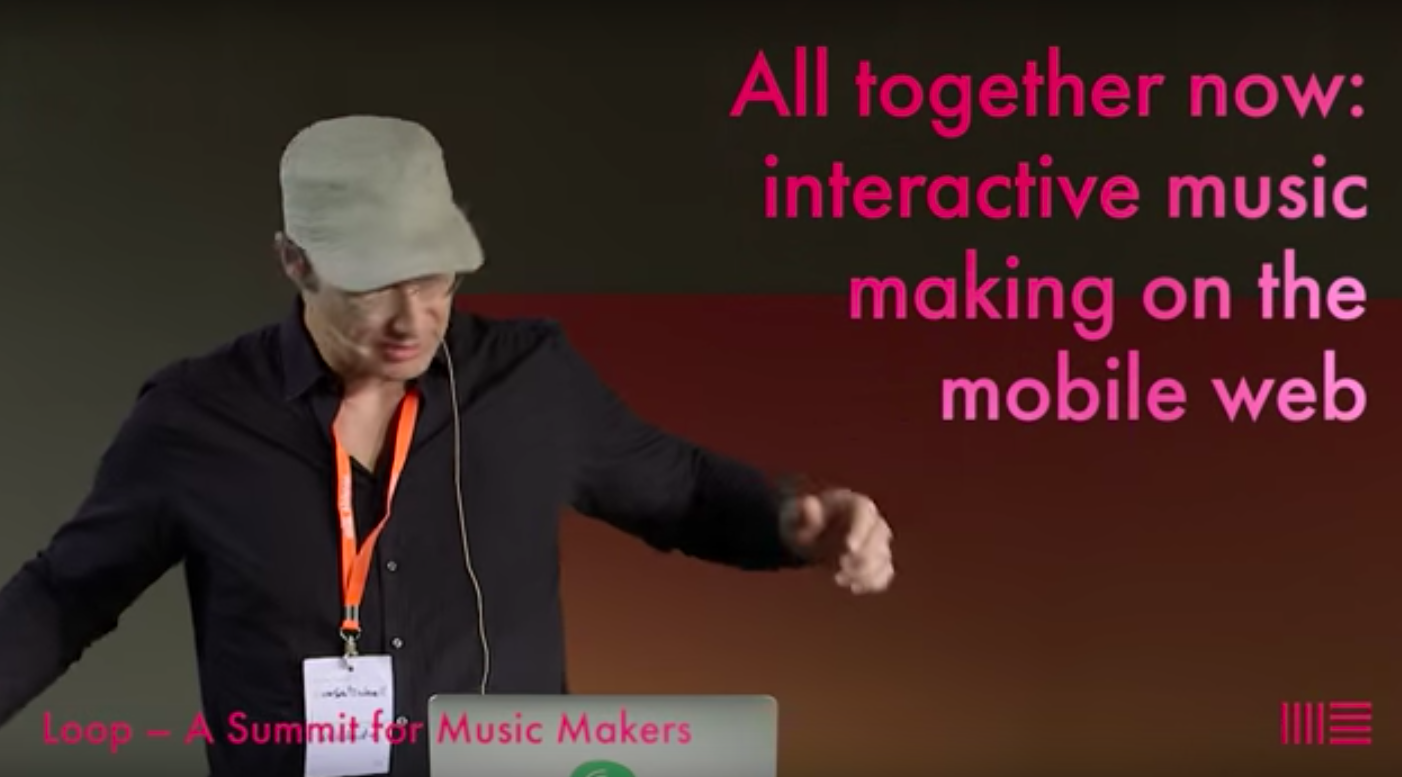 All together now:
interactive music
making on the
mobile web
Loop – A Summit for Music Makers